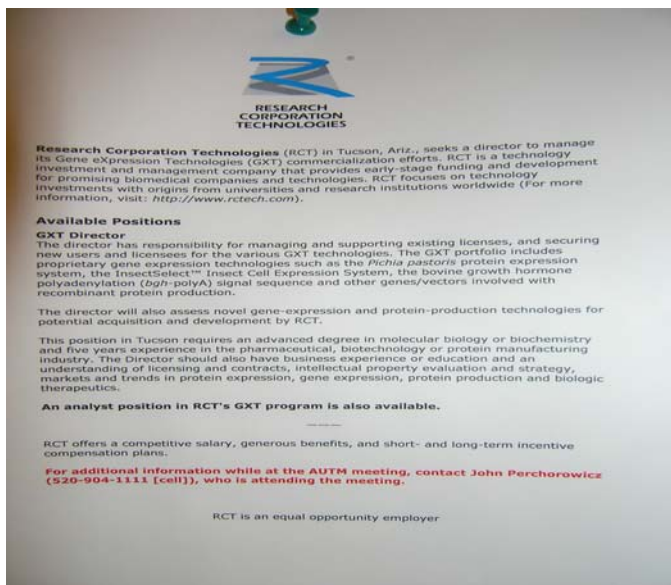 RESEARCH
CORPORATION
TECHNOLOGIES
Research Corporation Technologies (RCT) in Tucson, Ariz., seeks a director to manage
its Gene eXpression Technologies (GXT) commercialization efforts. RCT is a technology
investment and management company that provides early-stage funding and development
for promising biomedical companies and technologies. RCT focuses on technology
investments with origins from universities and research institutions worldwide (For more
information, visit: http://www.rctech.com).
Available Positions
GXT Director
The director has responsibility for managing and supporting existing licenses, and securing
new users and licensees for the various GXT technologies. The GXT portfolio includes
proprietary gene expression technologies such as the Pichia pastoris protein expression
system, the InsectSelect™ Insect Cell Expression System, the bovine growth hormone
polyadenylation (bgh-polyA) signal sequence and other genes/vectors involved with
recombinant protein production.
The director will also assess novel gene-expression and protein-production technologies for
potential acquisition and development by RCT.
This position in Tucson requires an advanced degree in molecular biology or biochemistry
and five years experience in the pharmaceutical, biotechnology or protein manufacturing
industry. The Director should also have business experience or education and an
understanding of licensing and contracts, intellectual property evaluation and strategy,
markets and trends in protein expression, gene expression, protein production and biologic
therapeutics.
An analyst position in RCT's GXT program is also available.
RCT offers a competitive salary, generous benefits, and short- and long-term incentive
compensation plans.
For additional information while at the AUTM meeting, contact John Perchorowicz
(520-904-1111 [cell]), who is attending the meeting.
RCT is an equal opportunity employer